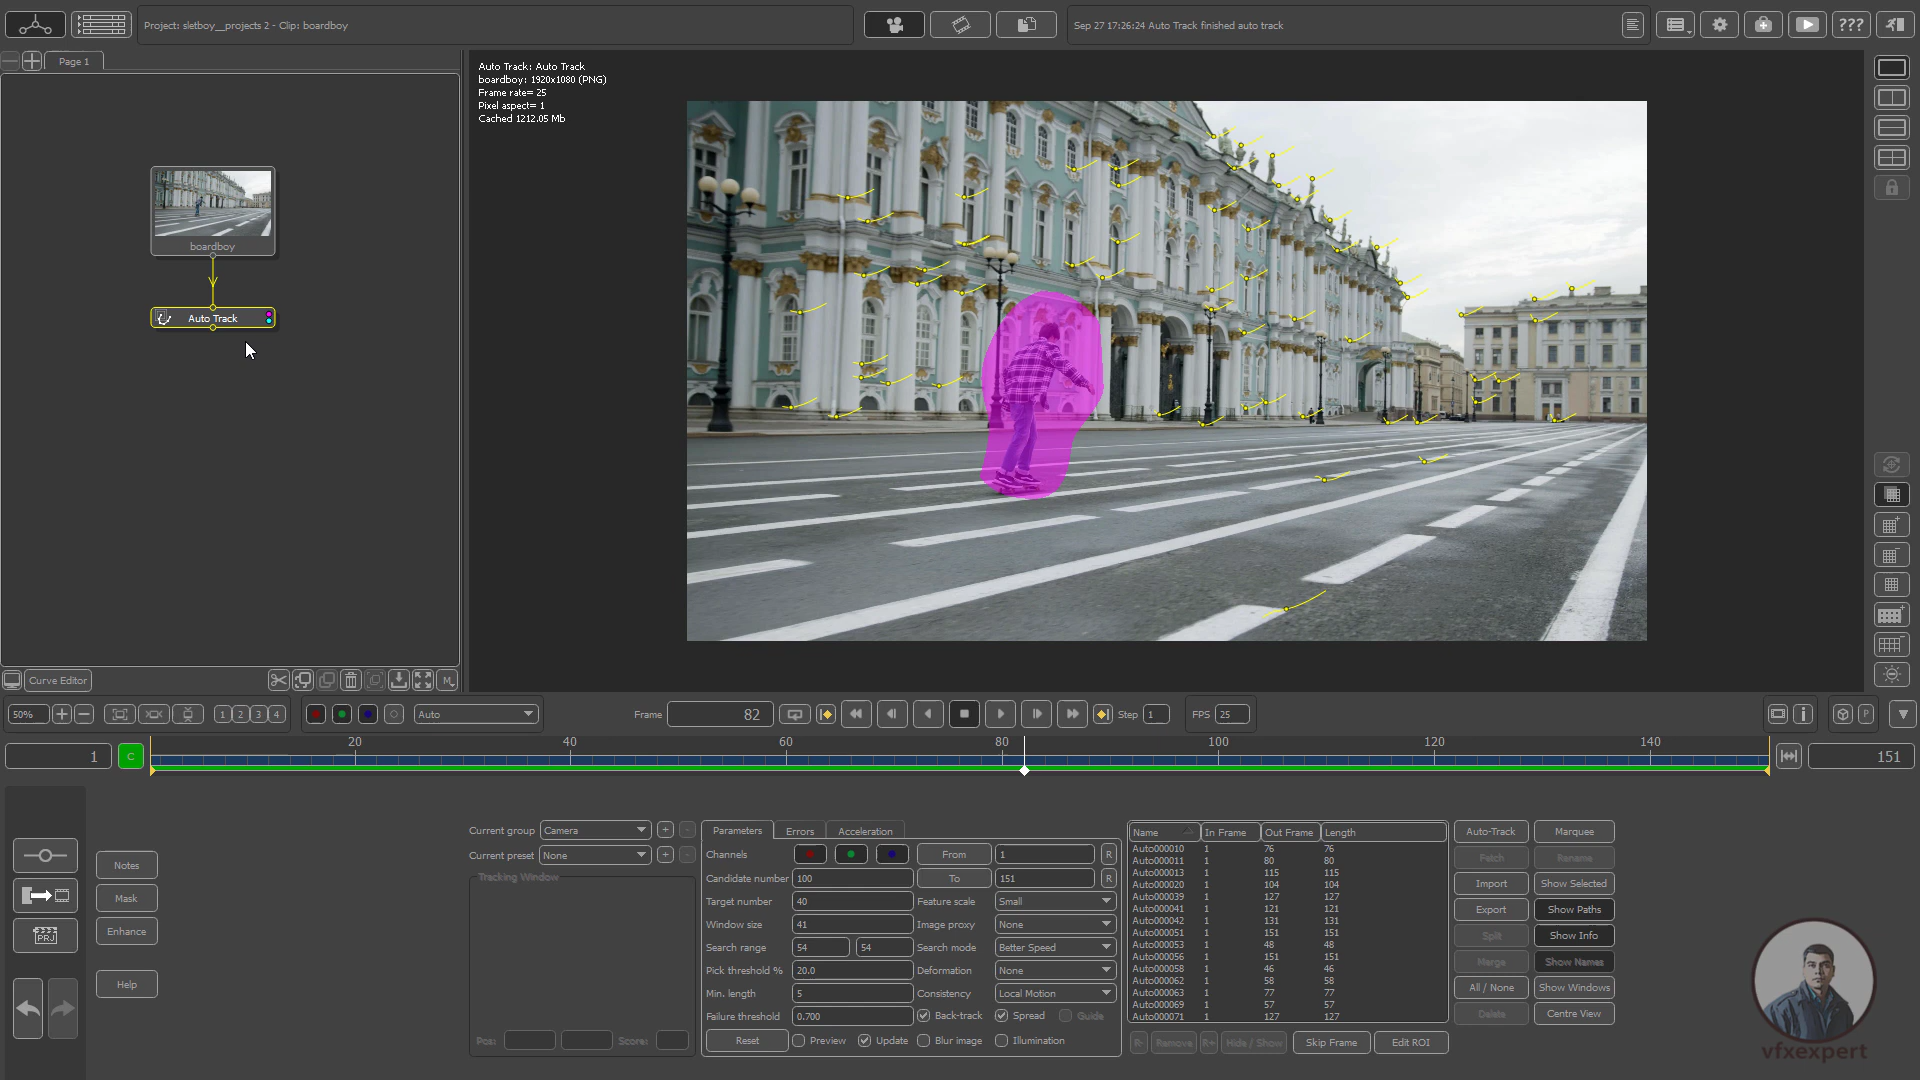 Project: sletboy__projects 2 - Clip: boardboy
Sep 27 17:26:24 Auto Track finished auto track
???
Page 1
Auto Track: Auto Track
boardboy: 1920x1080 (PNG)
Frame rate= 25
Pixel aspect= 1
Cached 1212.05 Mb
boardboy
Auto Track
Curve Editor
M
50%
1 2 3 4
Auto
Frame 82
Step 1
FPS 25
P
1
C
20 40 60 80 100 120 140
151
Notes
Mask
Enhance
Help
PRJ
Current group Camera
Current preset None
Tracking Window
Pos: Score:
Parameters Errors Acceleration
Channels From 1 R
Candidate number 100 To 151 R
Target number 40 Feature scale Small
Window size 41 Image proxy None
Search range 54 54 Search mode Better Speed
Pick threshold % 20.0 Deformation None
Min. length 5 Consistency Local Motion
Failure threshold 0.700 Back-track Spread Guide
Reset Preview Update Blur image Illumination
Name In Frame Out Frame Length
Auto000010 1 76 76
Auto000011 1 80 80
Auto000013 1 115 115
Auto000020 1 104 104
Auto000039 1 127 127
Auto000041 1 121 121
Auto000042 1 131 131
Auto000051 1 151 151
Auto000053 1 48 48
Auto000056 1 151 151
Auto000058 1 46 46
Auto000062 1 58 58
Auto000063 1 77 77
Auto000069 1 57 57
Auto000071 1 127 127
R- Remove R+ Hide / Show Skip Frame Edit ROI
Auto-Track Marquee
Fetch Rename
Import Show Selected
Export Show Paths
Split Show Info
Merge Show Names
All / None Show Windows
Delete Centre View
vfxexpert